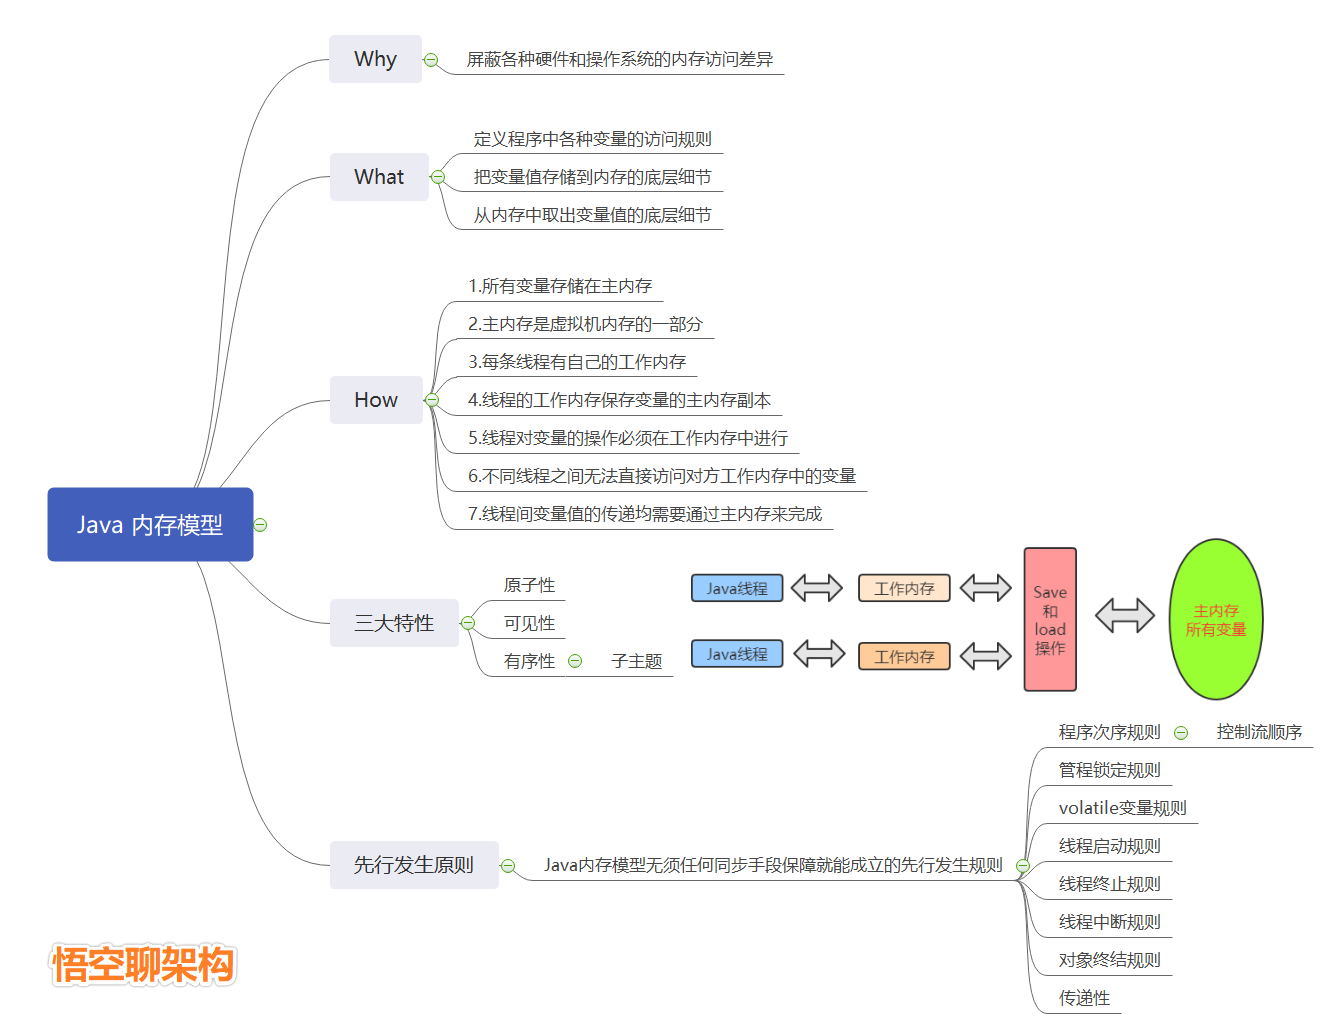 Java 内存模型
Why
屏蔽各种硬件和操作系统的内存访问差异
What
定义程序中各种变量的访问规则
把变量值存储到内存的底层细节
从内存中取出变量值的底层细节
How
1.所有变量存储在主内存
2.主内存是虚拟机内存的一部分
3.每条线程有自己的工作内存
4.线程的工作内存保存变量的主内存副本
5.线程对变量的操作必须在工作内存中进行
6.不同线程之间无法直接访问对方工作内存中的变量
7.线程间变量值的传递均需要通过主内存来完成
三大特性
原子性
可见性
有序性
子主题
Java线程
工作内存
Java线程
工作内存
Save
和
load
操作
主内存
所有变量
先行发生原则
Java内存模型无须任何同步手段保障就能成立的先行发生规则
程序次序规则
控制流顺序
管程锁定规则
volatile变量规则
线程启动规则
线程终止规则
线程中断规则
对象终结规则
传递性
悟空聊架构